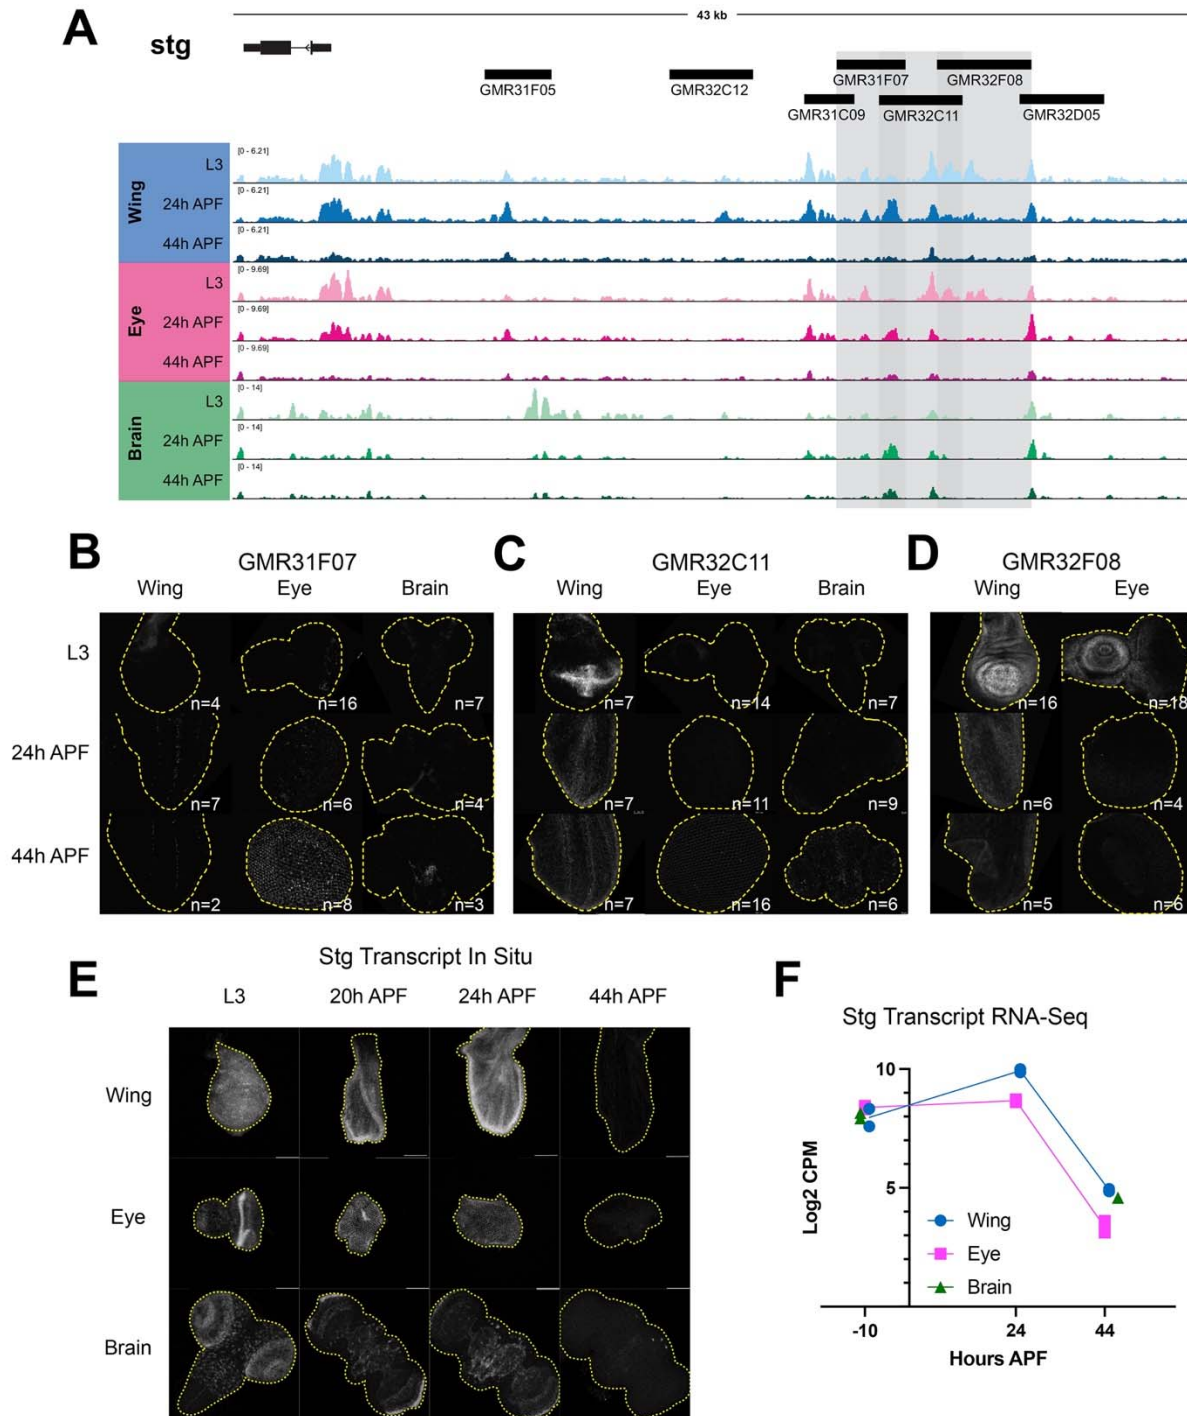 A
43 kb
stg
GMR31F05
GMR32C12
GMR31F07
GMR32F08
GMR31C09
GMR32C11
GMR32D05
Wing
L3
[0 - 6.21]
24h APF
[0 - 6.21]
44h APF
[0 - 6.21]
Eye
L3
[0 - 9.69]
24h APF
[0 - 9.69]
44h APF
[0 - 9.69]
Brain
L3
[0 - 14]
24h APF
[0 - 14]
44h APF
[0 - 14]
B
GMR31F07
Wing Eye Brain
C
GMR32C11
Wing Eye Brain
D
GMR32F08
Wing Eye
L3
n=4 n=16 n=7 n=7 n=14 n=7 n=16 n=18
24h APF
n=7 n=6 n=4 n=7 n=11 n=9 n=6 n=4
44h APF
n=2 n=8 n=3 n=7 n=16 n=6 n=5 n=6
E
Stg Transcript In Situ
L3 20h APF 24h APF 44h APF
Wing
Eye
Brain
F
Stg Transcript RNA-Seq
Log2 CPM
10
5
Wing
Eye
Brain
-10 24 44
Hours APF